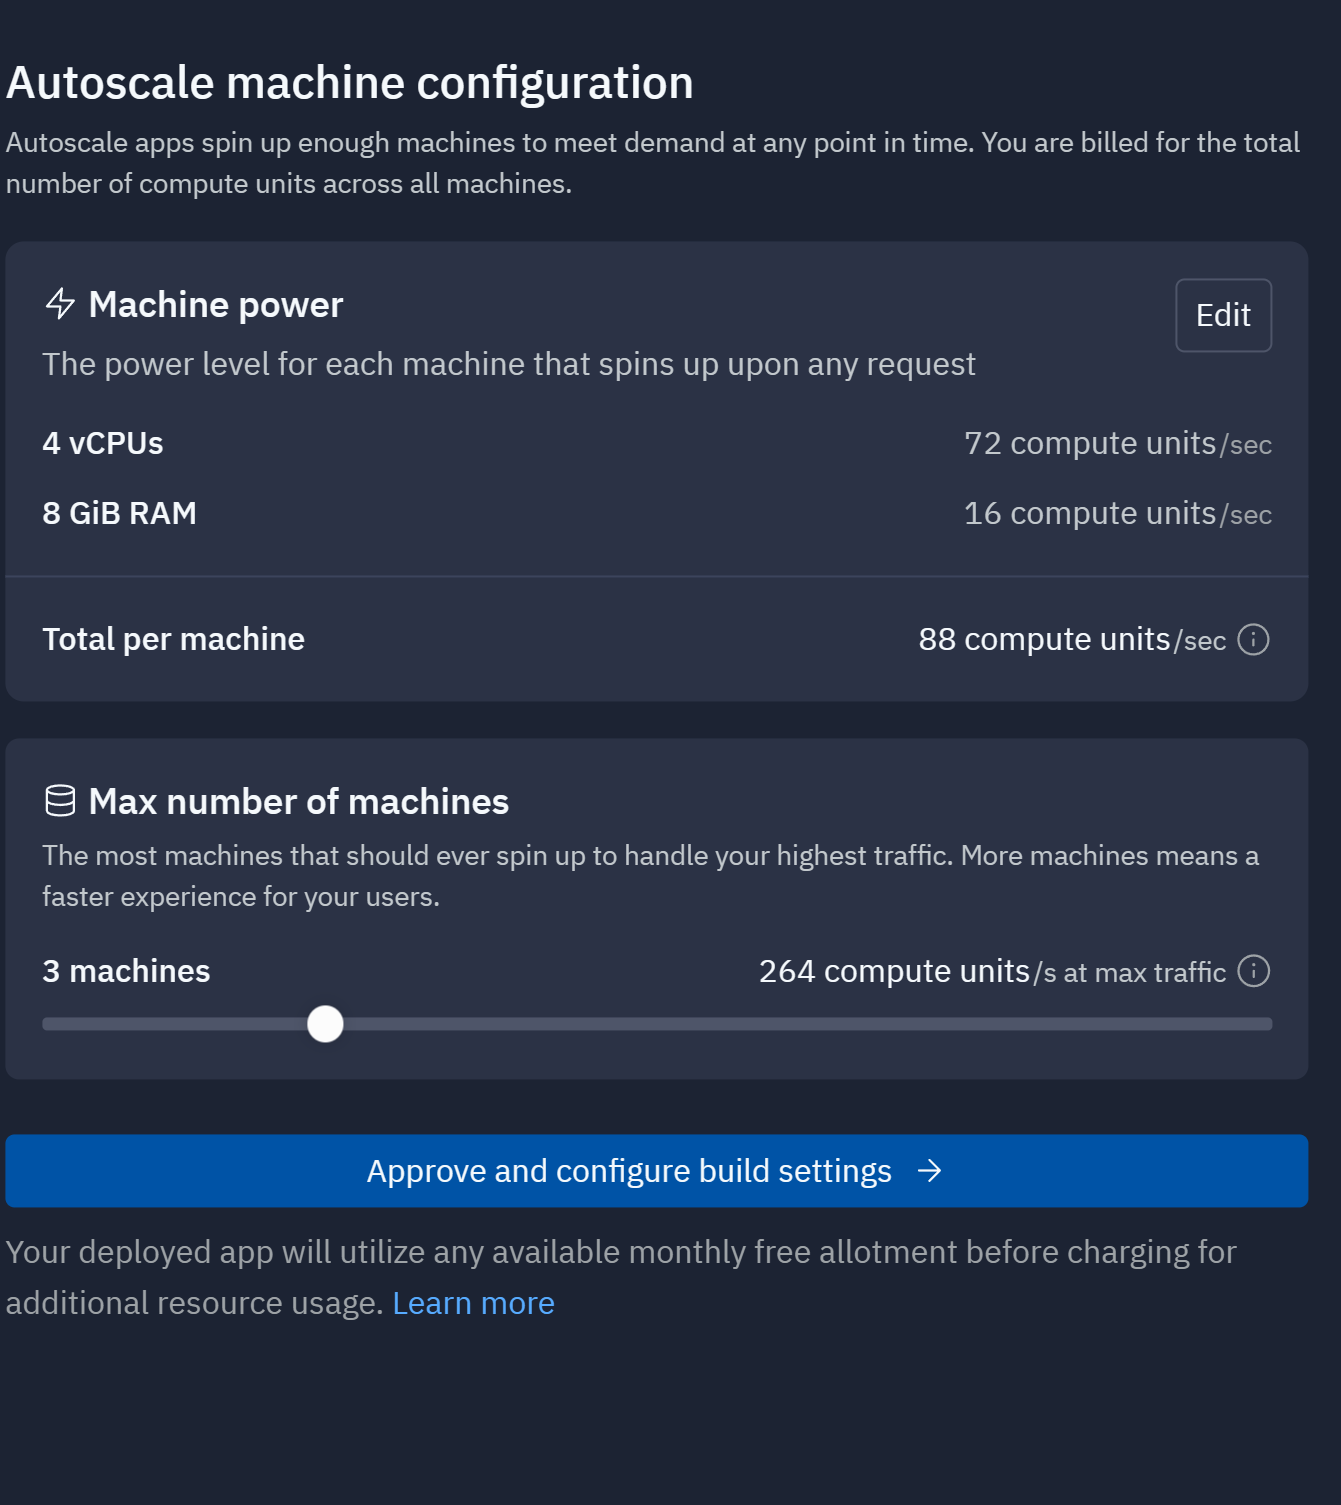 Autoscale machine configuration
Autoscale apps spin up enough machines to meet demand at any point in time. You are billed for the total
number of compute units across all machines.
Machine power
Edit
The power level for each machine that spins up upon any request
4 vCPUs 72 compute units/sec
8 GiB RAM 16 compute units/sec
Total per machine 88 compute units/sec
Max number of machines
The most machines that should ever spin up to handle your highest traffic. More machines means a
faster experience for your users.
3 machines 264 compute units/s at max traffic
Approve and configure build settings →
Your deployed app will utilize any available monthly free allotment before charging for
additional resource usage. Learn more